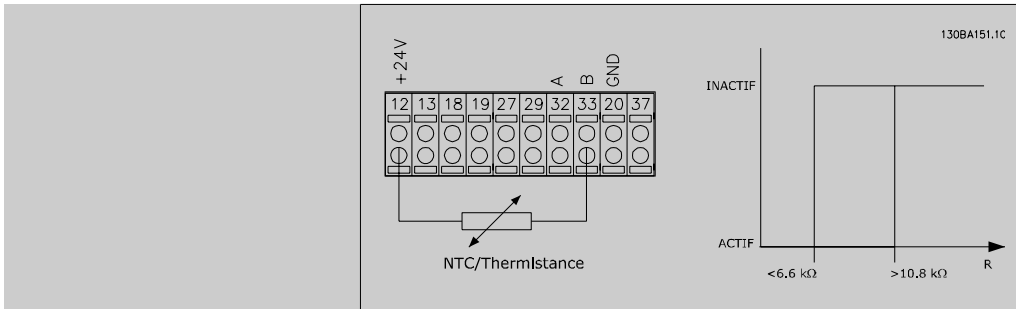 130BA151.1C
+24V
A
B
GND
12 13 18 19 27 29 32 33 20 37
NTC/Thermistance
INACTIF
ACTIF
<6.6 kΩ
>10.8 kΩ
R